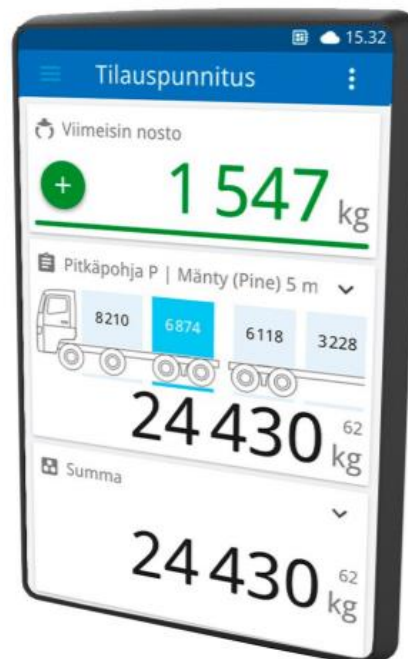 15.32
Tilauspunnitus
Viimeisin nosto
+ 1 547 kg
Pitkäpohja P | Mänty (Pine) 5 m
8210 6874 6118 3228
24 430 62 kg
Summa
24 430 62 kg